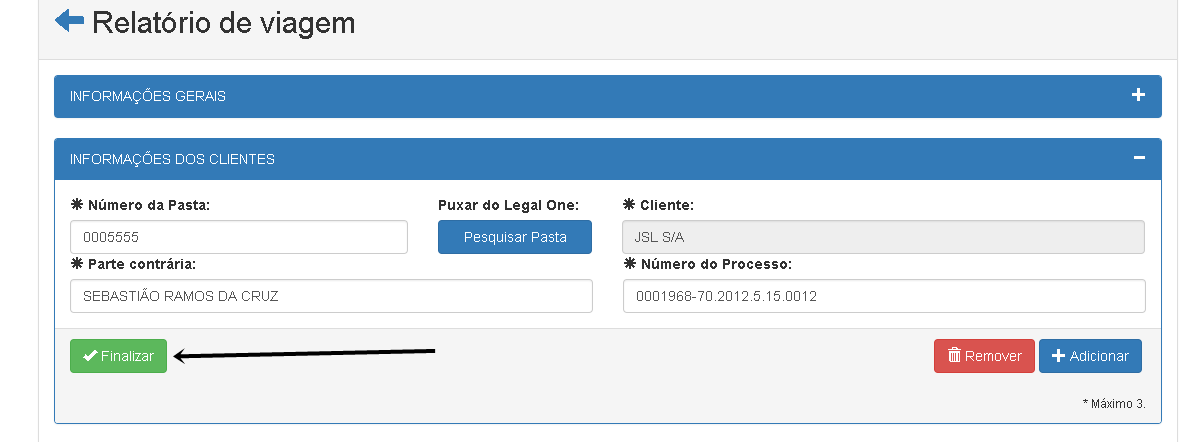 Relatório de viagem
INFORMAÇÕES GERAIS
INFORMAÇÕES DOS CLIENTES
✱ Número da Pasta: Puxar do Legal One: ✱ Cliente:
0005555 Pesquisar Pasta JSL S/A
✱ Parte contrária: ✱ Número do Processo:
SEBASTIÃO RAMOS DA CRUZ 0001968-70.2012.5.15.0012
Finalizar Remover Adicionar
* Máximo 3.